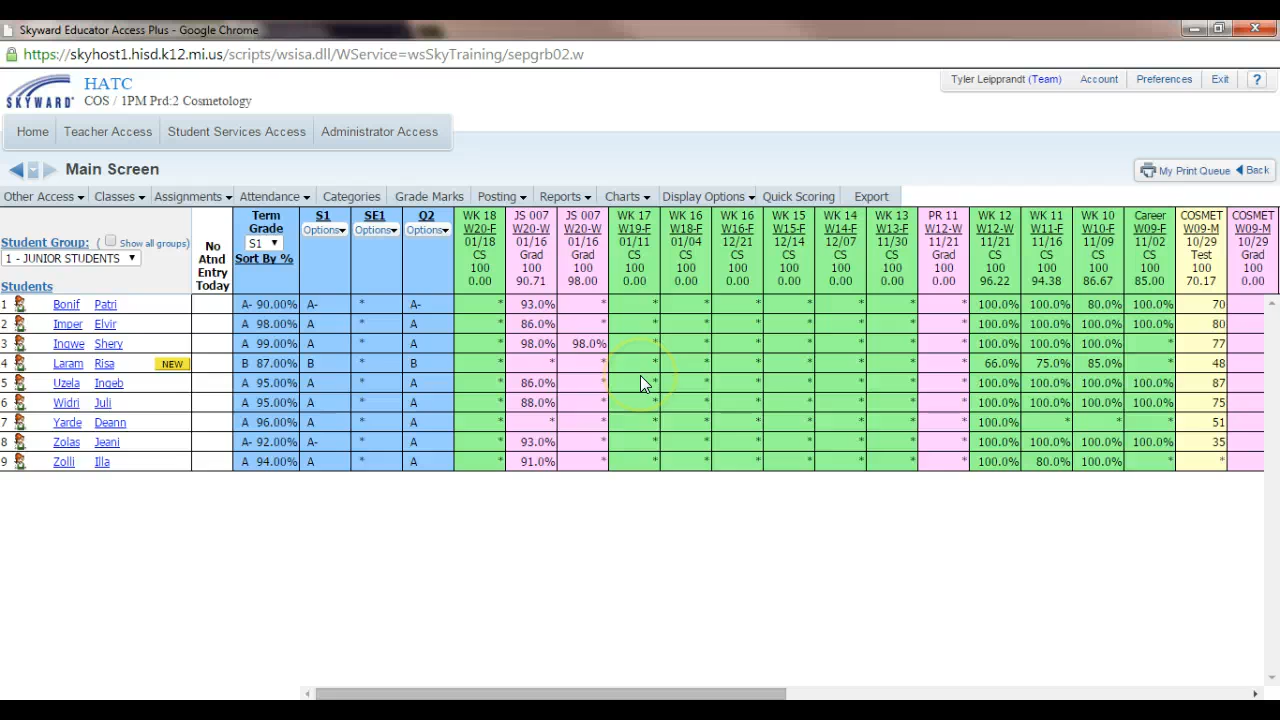 Skyward Educator Access Plus - Google Chrome
https://skyhost1.hisd.k12.mi.us/scripts/wsisa.dll/WService=wsSkyTraining/sepgrb02.w
SKYWARD
HATC
COS / 1PM Prd:2 Cosmetology
Tyler Leipprandt (Team) Account Preferences Exit ?
Home Teacher Access Student Services Access Administrator Access
Main Screen
My Print Queue Back
Other Access Classes Assignments Attendance Categories Grade Marks Posting Reports Charts Display Options Quick Scoring Export
Student Group: ( Show all groups)
1 - JUNIOR STUDENTS
Students
No Atnd Entry Today
Term Grade
S1
Sort By %
S1 Options
SE1 Options
Q2 Options
WK 18 JS 007 JS 007 WK 17 WK 16 WK 16 WK 15 WK 14 WK 13 PR 11 WK 12 WK 11 WK 10 Career COSMET COSMET
W20-F W20-W W20-W W19-F W18-F W16-F W15-F W14-F W13-F W12-W W12-W W11-F W10-F W09-F W09-M W09-M
01/18 01/16 01/16 01/11 01/04 12/21 12/14 12/07 11/30 11/21 11/21 11/16 11/09 11/02 10/29 10/29
CS Grad Grad CS CS CS CS CS CS Grad CS CS CS CS Test Grad
100 100 100 100 100 100 100 100 100 100 100 100 100 100 100 100
0.00 90.71 98.00 0.00 0.00 0.00 0.00 0.00 0.00 0.00 96.22 94.38 86.67 85.00 70.17 0.00
1 Bonif Patri A- 90.00% A- * A- * 93.0% * * * * * * * * 100.0% 100.0% 80.0% 100.0% 70
2 Imper Elvir A 98.00% A * A * 86.0% * * * * * * * * 100.0% 100.0% 100.0% 100.0% 80
3 Inqwe Shery A 99.00% A * A * 98.0% 98.0% * * * * * * * 100.0% 100.0% 100.0% * 77
4 Laram Risa NEW B 87.00% B * B * * * * * * * * * * 66.0% 75.0% 85.0% * 48
5 Uzela Inqeb A 95.00% A * A * 86.0% * * * * * * * * 100.0% 100.0% 100.0% 100.0% 87
6 Widri Juli A 95.00% A * A * 88.0% * * * * * * * * 100.0% 100.0% 100.0% 100.0% 75
7 Yarde Deann A 96.00% A * A * * * * * * * * * * 100.0% * * * 51
8 Zolas Jeani A- 92.00% A- * A * 93.0% * * * * * * * * 100.0% 100.0% 100.0% 100.0% 35
9 Zolli Illa A 94.00% A * A * 91.0% * * * * * * * * 100.0% 80.0% 100.0% * *